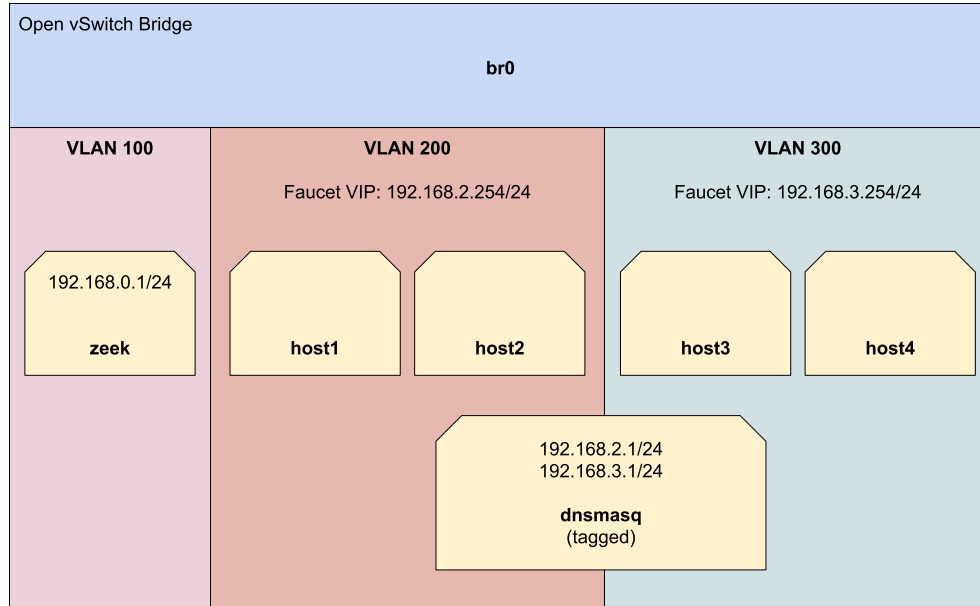 Open vSwitch Bridge
br0
VLAN 100
VLAN 200
VLAN 300
Faucet VIP: 192.168.2.254/24
Faucet VIP: 192.168.3.254/24
192.168.0.1/24
zeek
host1
host2
host3
host4
192.168.2.1/24
192.168.3.1/24
dnsmasq
(tagged)